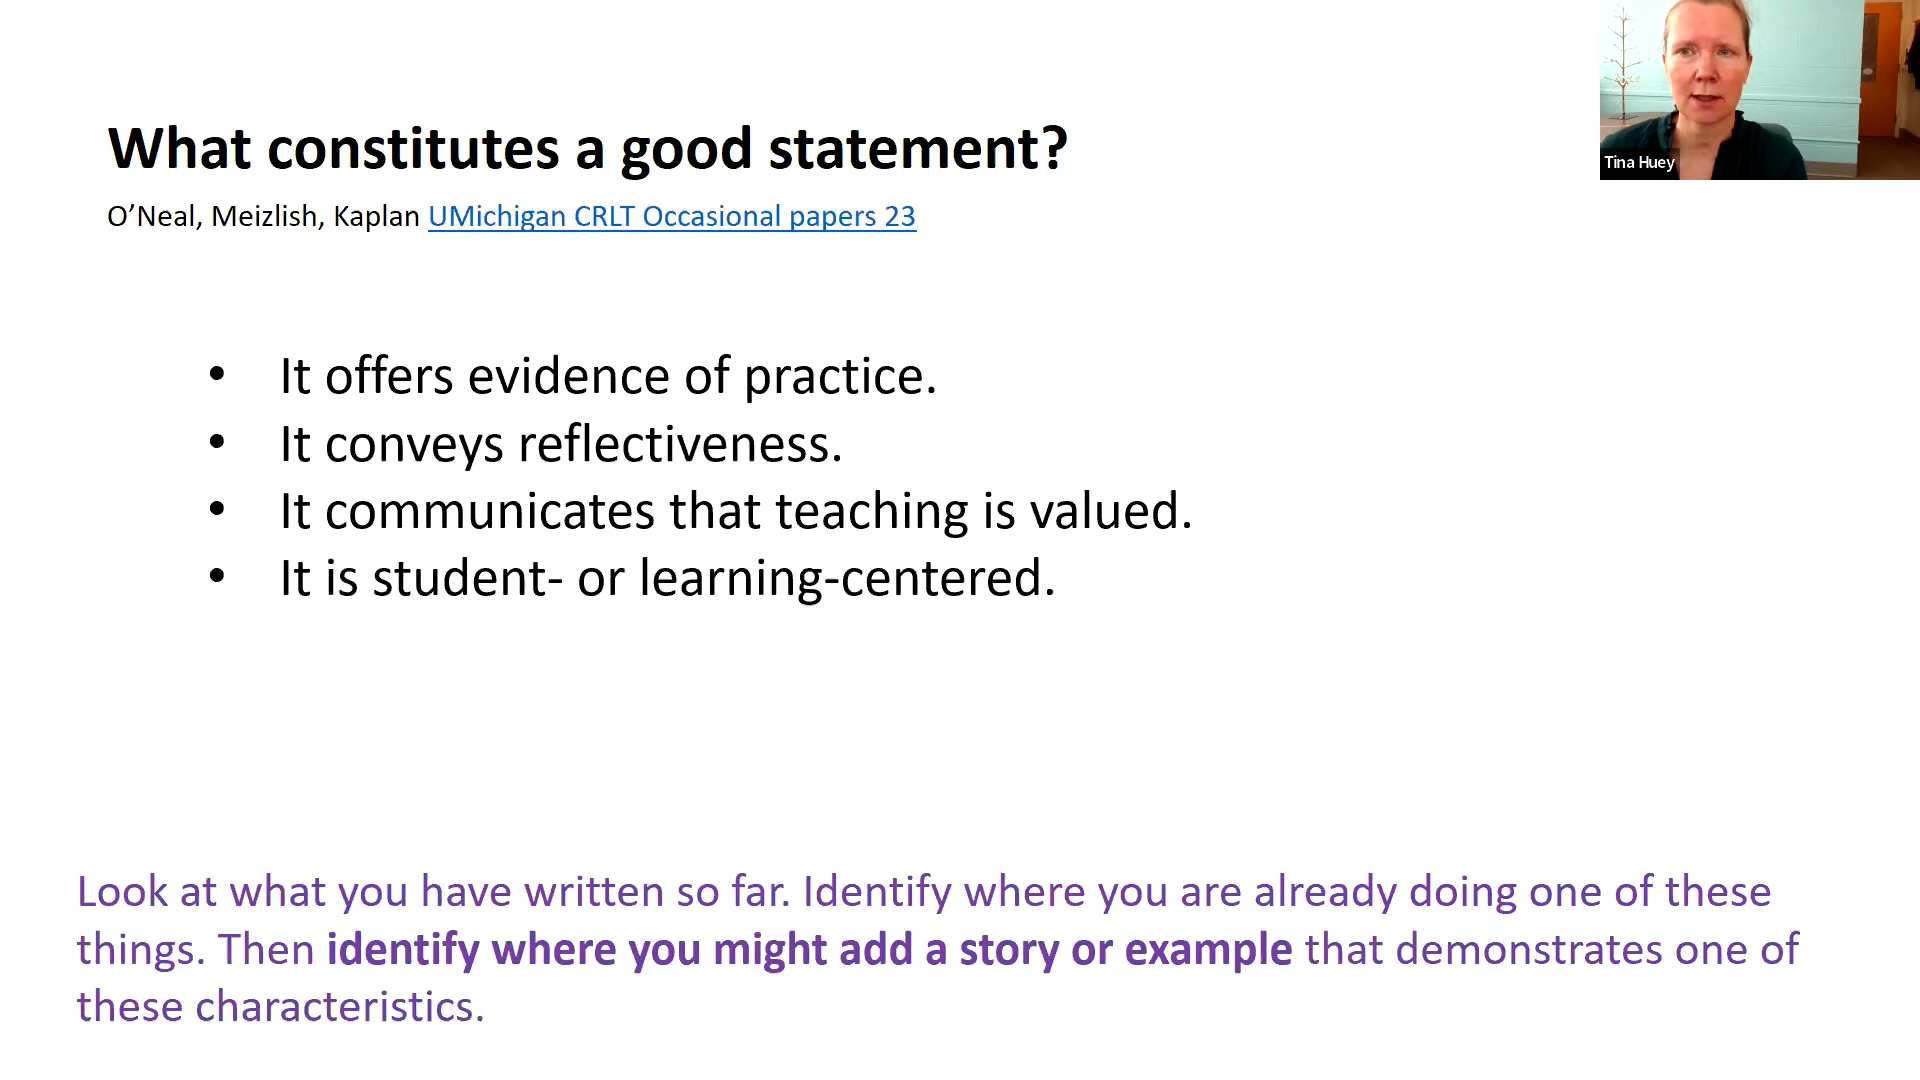 What constitutes a good statement?
O’Neal, Meizlish, Kaplan UMichigan CRLT Occasional papers 23
Tina Huey
• It offers evidence of practice.
• It conveys reflectiveness.
• It communicates that teaching is valued.
• It is student- or learning-centered.
Look at what you have written so far. Identify where you are already doing one of these
things. Then identify where you might add a story or example that demonstrates one of
these characteristics.